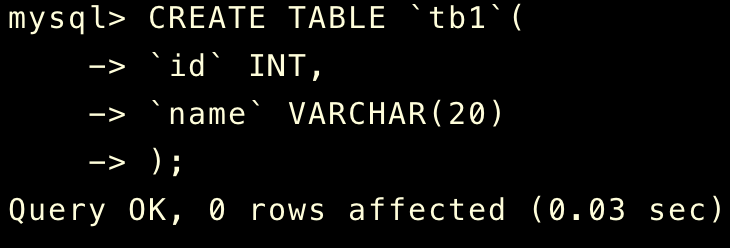 mysql> CREATE TABLE `tb1`(
    -> `id` INT,
    -> `name` VARCHAR(20)
    -> );
Query OK, 0 rows affected (0.03 sec)